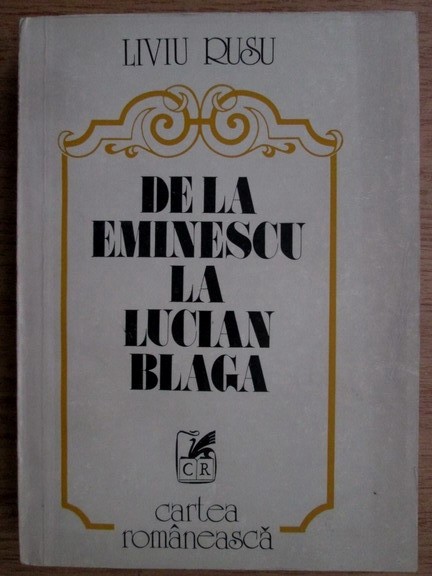 LIVIU RUSU
DE LA
EMINESCU
LA
LUCIAN
BLAGA
CR
cartea
românească